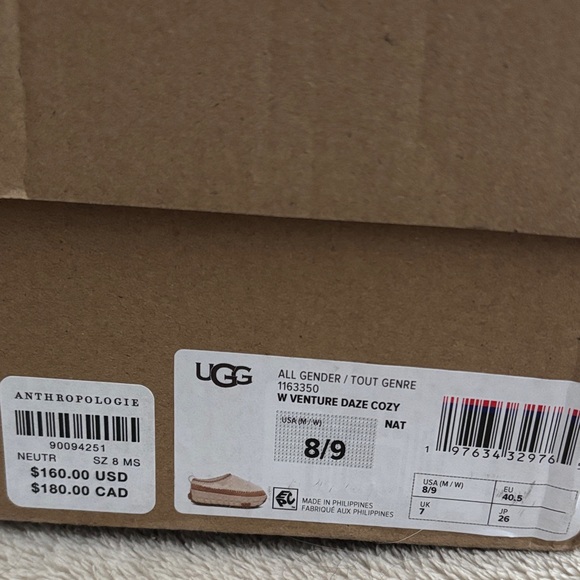 ANTHROPOLOGIE
90094251
NEUTR SZ 8 MS
$160.00 USD
$180.00 CAD
UGG
ALL GENDER / TOUT GENRE
1163350
W VENTURE DAZE COZY
NAT
USA (M / W)
8/9
MADE IN PHILIPPINES
FABRIQUÉ AUX PHILIPPINES
1 97634 32976
USA (M / W)
8/9
EU
40.5
UK
7
JP
26